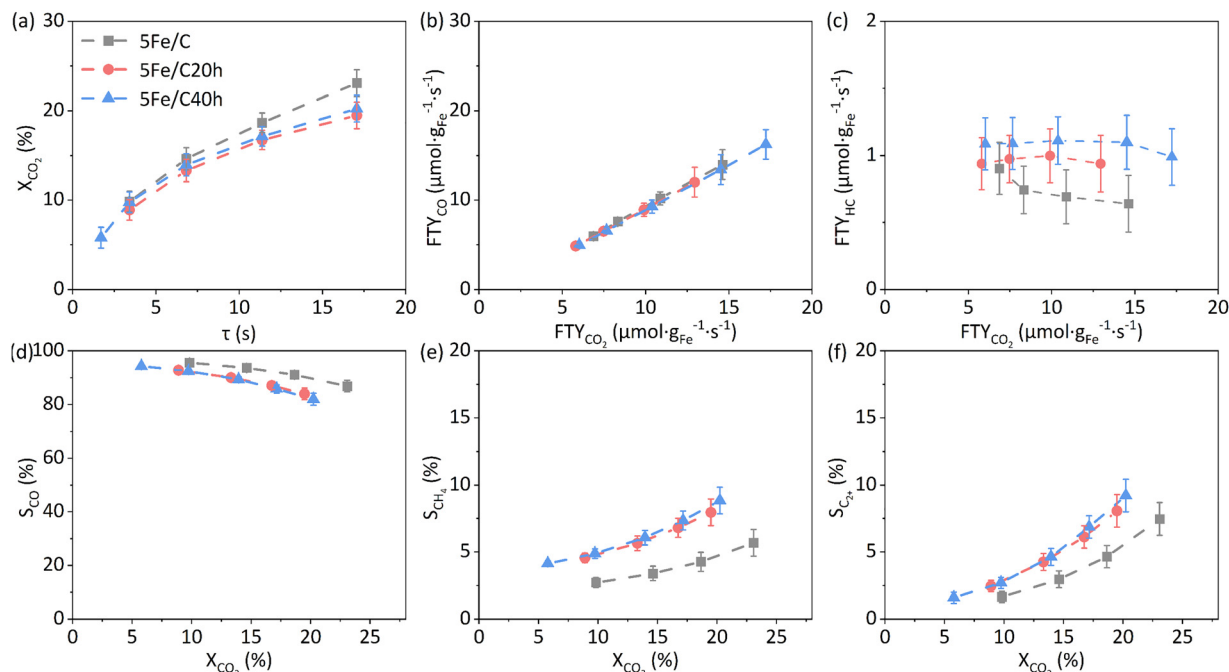 (a)
30
20
10
0
X_CO₂ (%)
5Fe/C
5Fe/C20h
5Fe/C40h
0 5 10 15 20
τ (s)
(b)
30
20
10
0
FTY_CO (μmol·g_Fe⁻¹·s⁻¹)
0 5 10 15 20
FTY_CO₂ (μmol·g_Fe⁻¹·s⁻¹)
(c)
2
1
0
FTY_HC (μmol·g_Fe⁻¹·s⁻¹)
0 5 10 15 20
FTY_CO₂ (μmol·g_Fe⁻¹·s⁻¹)
(d)
100
80
60
40
20
0
S_CO (%)
0 5 10 15 20 25
X_CO₂ (%)
(e)
20
15
10
5
0
S_CH₄ (%)
0 5 10 15 20 25
X_CO₂ (%)
(f)
20
15
10
5
0
S_C₂₊ (%)
0 5 10 15 20 25
X_CO₂ (%)